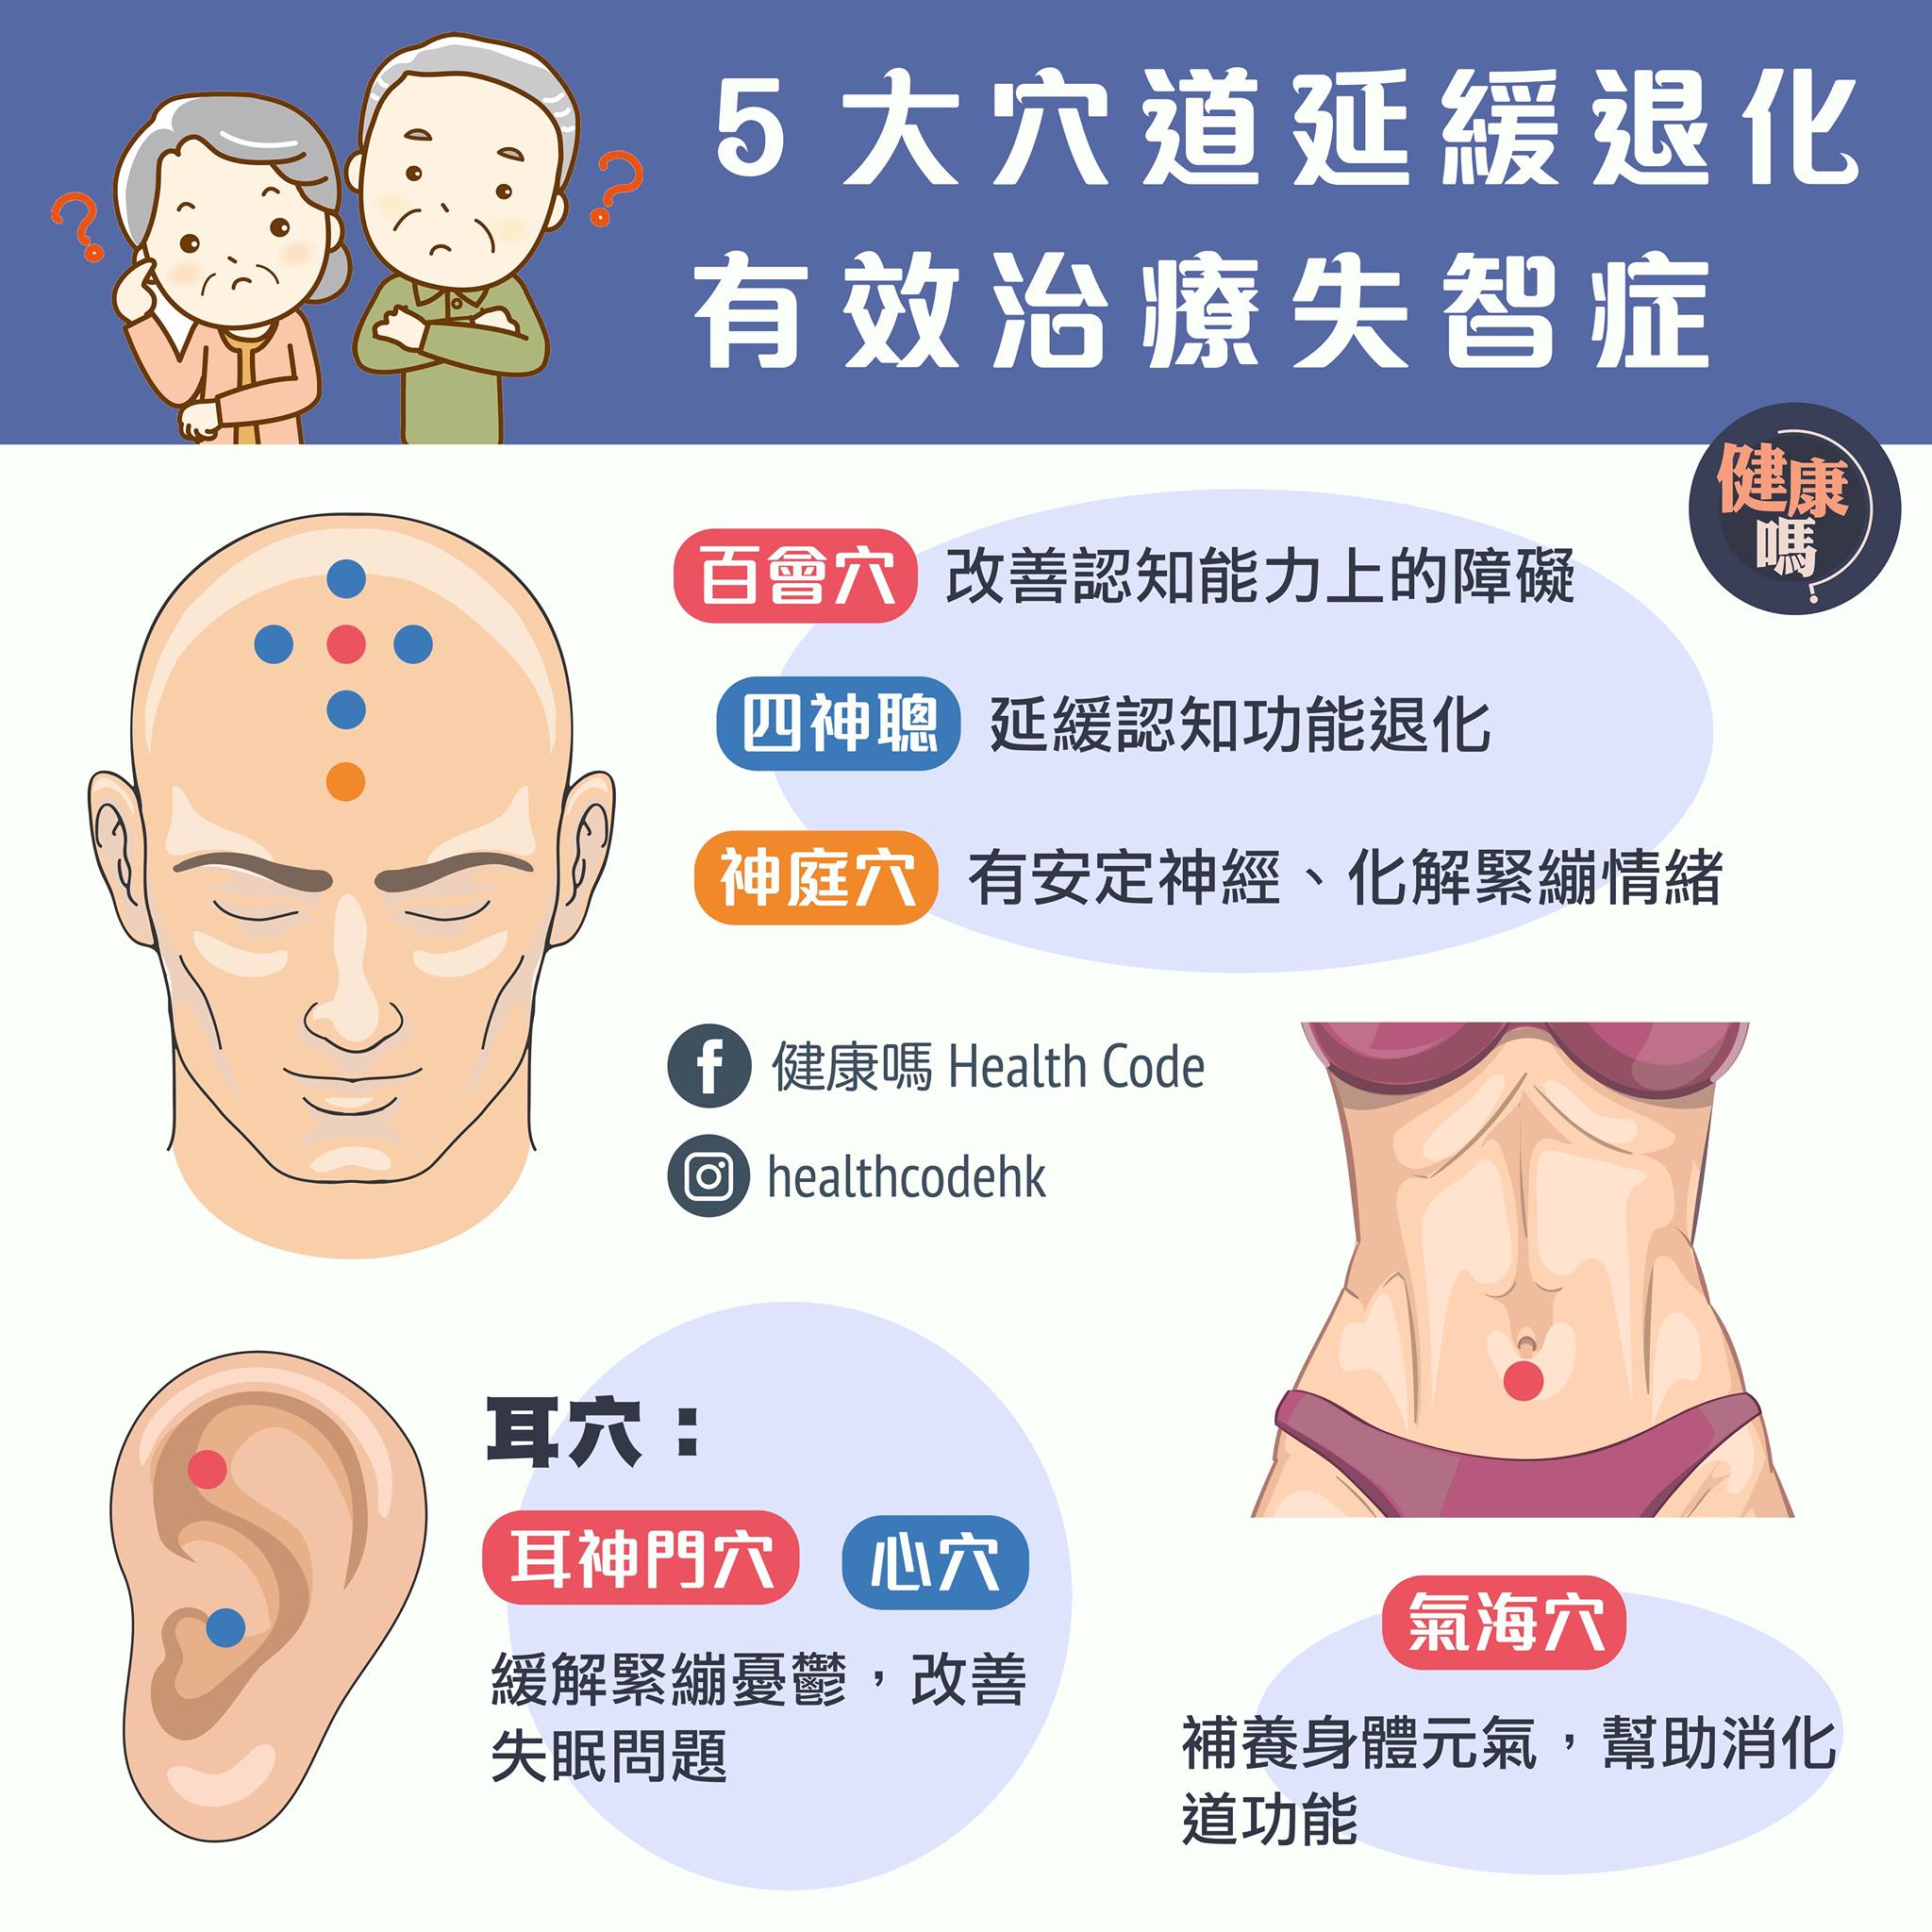 5大穴道延緩退化
有效治療失智症
健康
嗎?
百會穴 改善認知能力上的障礙
四神聰 延緩認知功能退化
神庭穴 有安定神經、化解緊繃情緒
健康嗎 Health Code
healthcodehk
耳穴：
耳神門穴 心穴
緩解緊繃憂鬱，改善
失眠問題
氣海穴
補養身體元氣，幫助消化
道功能